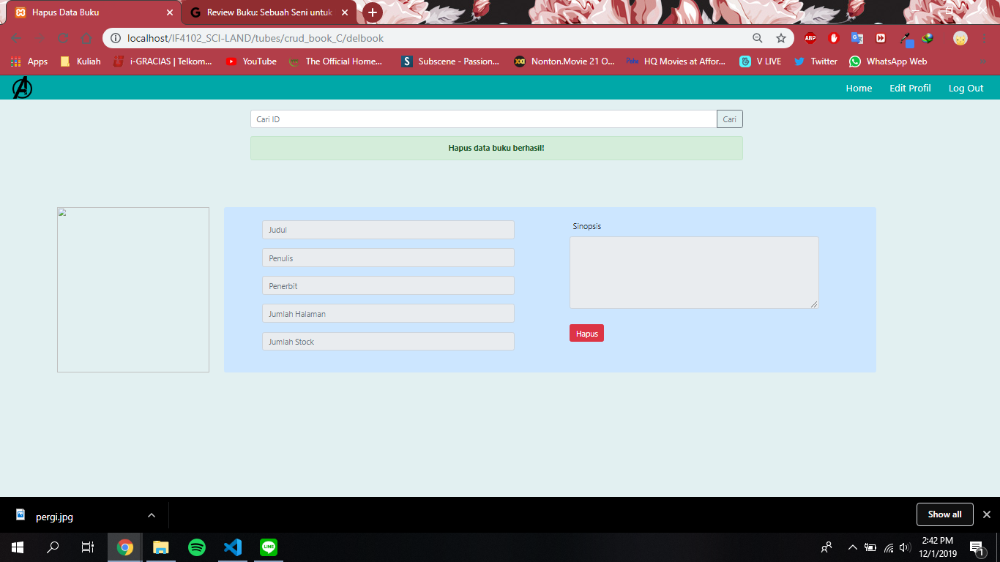 Hapus Data Buku
Review Buku: Sebuah Seni untuk
localhost/IF4102_SCI-LAND/tubes/crud_book_C/delbook
ABP
Apps
Kuliah
i-GRACIAS | Telkom...
YouTube
The Official Home...
Subscene - Passion...
Nonton.Movie 21 O...
HQ Movies at Affor...
V LIVE
Twitter
WhatsApp Web
Home
Edit Profil
Log Out
Cari ID
Cari
Hapus data buku berhasil!
Judul
Penulis
Penerbit
Jumlah Halaman
Jumlah Stock
Sinopsis
Hapus
pergi.jpg
Show all
LINE
2:42 PM
12/1/2019
1